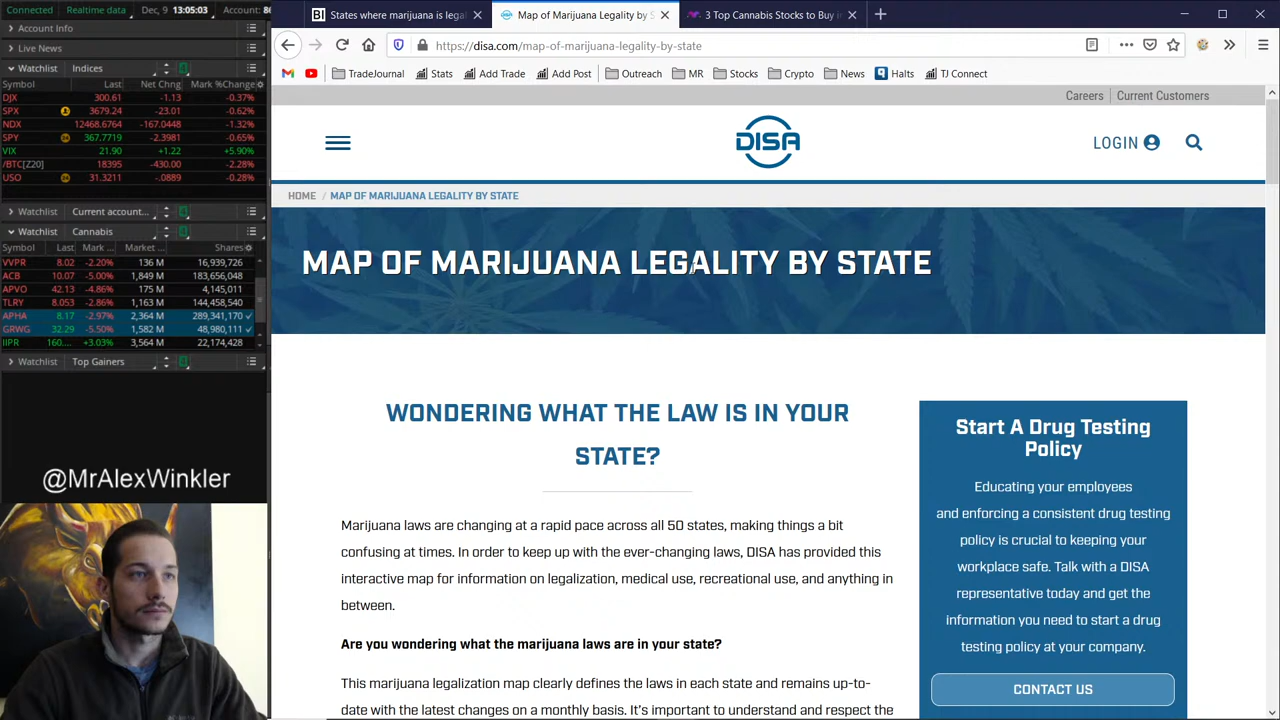 Connected Realtime data Dec, 9 13:05:03 Account: 86
Account Info
Live News
Watchlist Indices
Last Net Chng Mark %Change
DJX 300.61 -1.13 -0.37%
SPX 3679.24 -23.01 -0.62%
NDX 12468.6764 -167.0448 -1.32%
SPY 367.7719 -2.3981 -0.65%
VIX 21.90 +1.22 +5.90%
/BTC[Z20] 18395 -430.00 -2.28%
USO 31.3211 -.0889 -0.28%
Watchlist Current account...
Watchlist Cannabis
Symbol Last Mark ... Market ... Shares
VVPR 8.02 -2.20% 136 M 16,939,726
ACB 10.07 -5.00% 1,849 M 183,656,048
APVO 42.13 -4.86% 175 M 4,145,011
TLRY 8.053 -2.86% 1,163 M 144,458,540
APHA 8.17 -2.97% 2,364 M 289,341,170
GRWG 32.29 -5.50% 1,582 M 48,980,111
IIPR 160.... +3.03% 3,564 M 22,174,428
Watchlist Top Gainers
@MrAlexWinkler
BI States where marijuana is legal
Map of Marijuana Legality by S
3 Top Cannabis Stocks to Buy in
https://disa.com/map-of-marijuana-legality-by-state
TradeJournal Stats Add Trade Add Post Outreach MR Stocks Crypto News Halts TJ Connect
Careers Current Customers
DISA
LOGIN
HOME / MAP OF MARIJUANA LEGALITY BY STATE
MAP OF MARIJUANA LEGALITY BY STATE
WONDERING WHAT THE LAW IS IN YOUR
STATE?
Marijuana laws are changing at a rapid pace across all 50 states, making things a bit
confusing at times. In order to keep up with the ever-changing laws, DISA has provided this
interactive map for information on legalization, medical use, recreational use, and anything in
between.
Are you wondering what the marijuana laws are in your state?
This marijuana legalization map clearly defines the laws in each state and remains up-to-
date with the latest changes on a monthly basis. It's important to understand and respect the
Start A Drug Testing
Policy
Educating your employees
and enforcing a consistent drug testing
policy is crucial to keeping your
workplace safe. Talk with a DISA
representative today and get the
information you need to start a drug
testing policy at your company.
CONTACT US